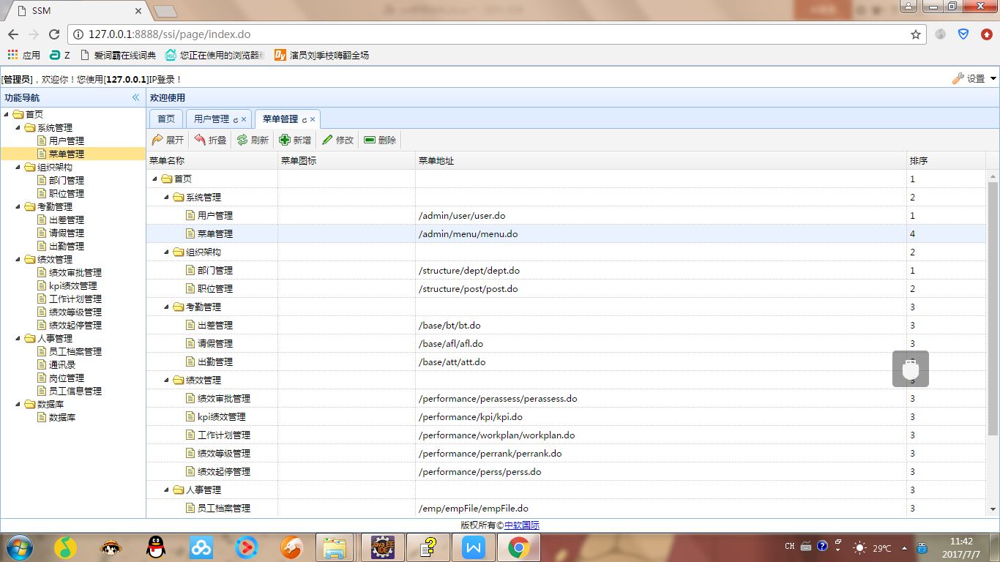 SSM
127.0.0.1:8888/ssi/page/index.do
应用 Z 爱词霸在线词典 您正在使用的浏览器 演员刘季枝嗨翻全场
[管理员]，欢迎你！您使用[127.0.0.1]IP登录！ 设置
功能导航 欢迎使用
首页
系统管理
用户管理
菜单管理
组织架构
部门管理
职位管理
考勤管理
出差管理
请假管理
出勤管理
绩效管理
绩效审批管理
kpi绩效管理
工作计划管理
绩效等级管理
绩效起停管理
人事管理
员工档案管理
通讯录
岗位管理
员工信息管理
数据库
数据库
首页 用户管理 菜单管理
展开 折叠 刷新 新增 修改 删除
菜单名称 菜单图标 菜单地址 排序
首页 1
系统管理 2
用户管理 /admin/user/user.do 1
菜单管理 /admin/menu/menu.do 4
组织架构 2
部门管理 /structure/dept/dept.do 1
职位管理 /structure/post/post.do 2
考勤管理 3
出差管理 /base/bt/bt.do 3
请假管理 /base/afl/afl.do 3
出勤管理 /base/att/att.do
绩效管理
绩效审批管理 /performance/perassess/perassess.do 3
kpi绩效管理 /performance/kpi/kpi.do 3
工作计划管理 /performance/workplan/workplan.do 3
绩效等级管理 /performance/perrank/perrank.do 3
绩效起停管理 /performance/perss/perss.do 3
人事管理 3
员工档案管理 /emp/empFile/empFile.do 3
版权所有©中软国际
Java EE IDE
CH 29℃ 11:42
2017/7/7